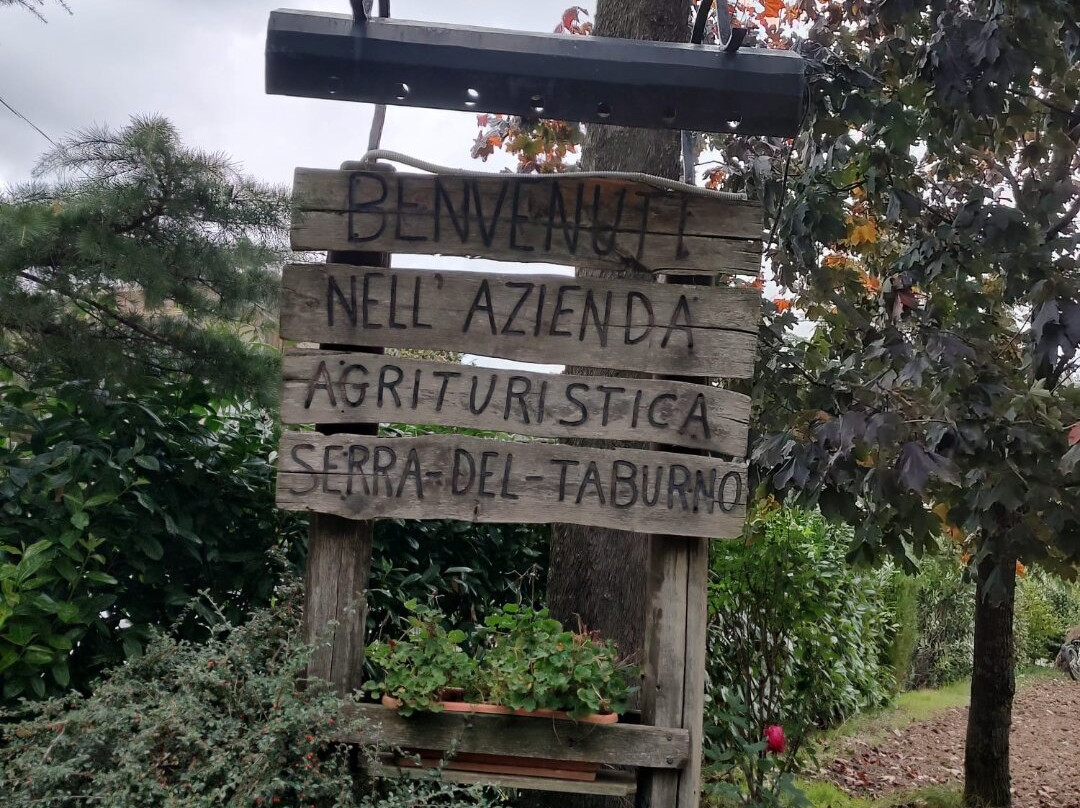 BENVENUTI
NELL' AZIENDA
AGRITURISTICA
SERRA-DEL-TABURNO